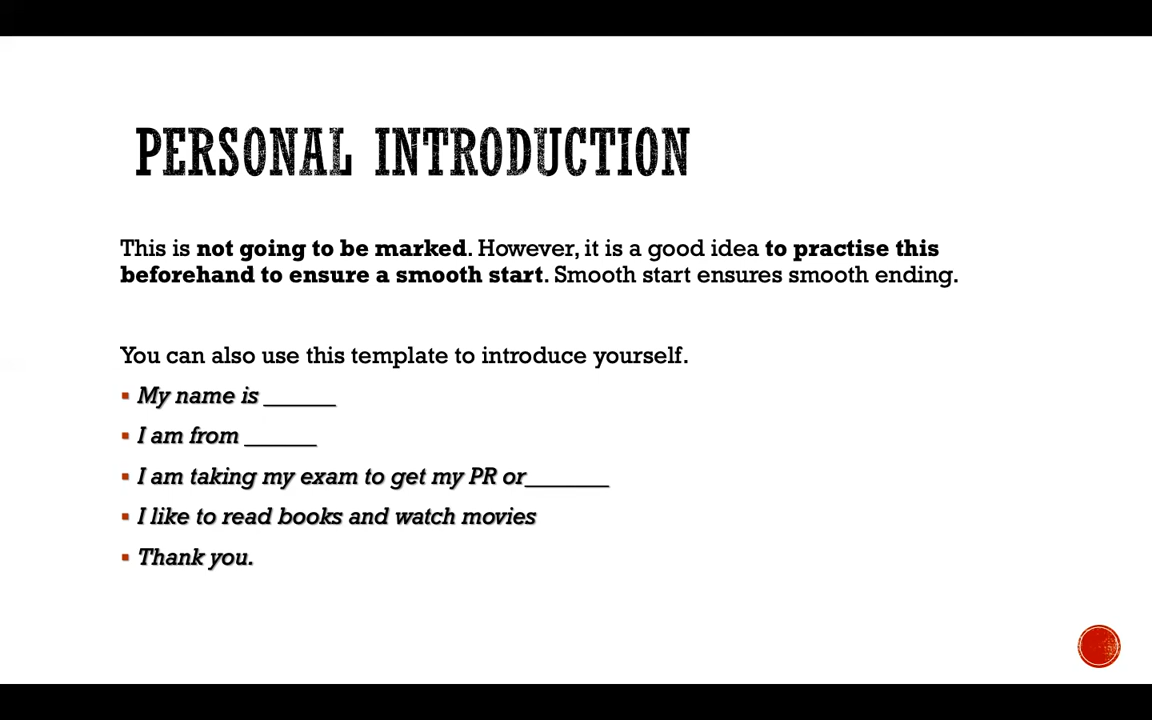 PERSONAL INTRODUCTION
This is not going to be marked. However, it is a good idea to practise this
beforehand to ensure a smooth start. Smooth start ensures smooth ending.
You can also use this template to introduce yourself.
▪ My name is ______
▪ I am from ______
▪ I am taking my exam to get my PR or_______
▪ I like to read books and watch movies
▪ Thank you.